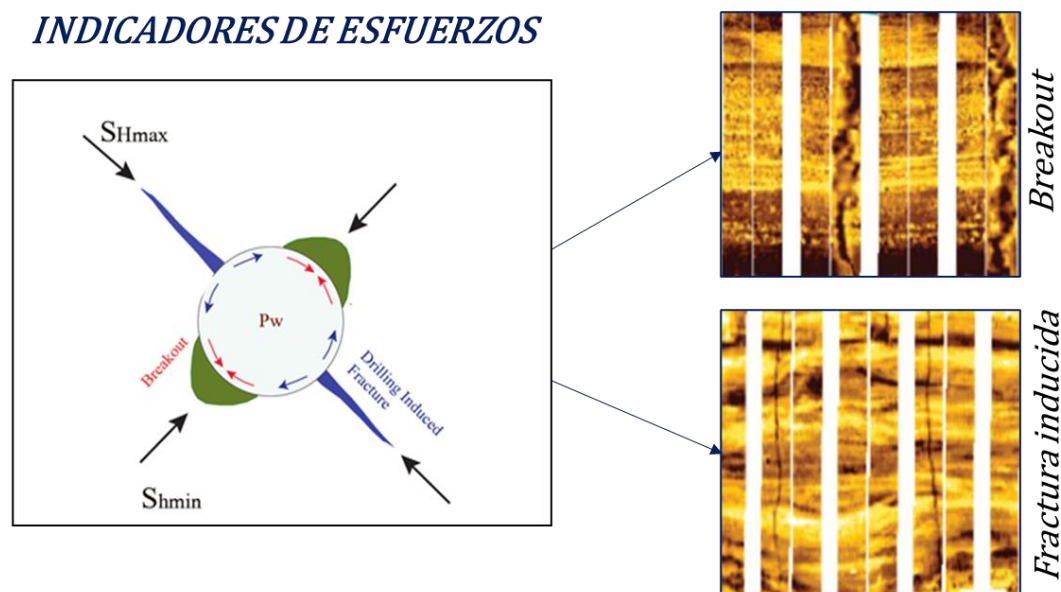 INDICADORES DE ESFUERZOS
SHmax
Pw
Breakout
Drilling Induced
Fracture
Shmin
Breakout
Fractura inducida